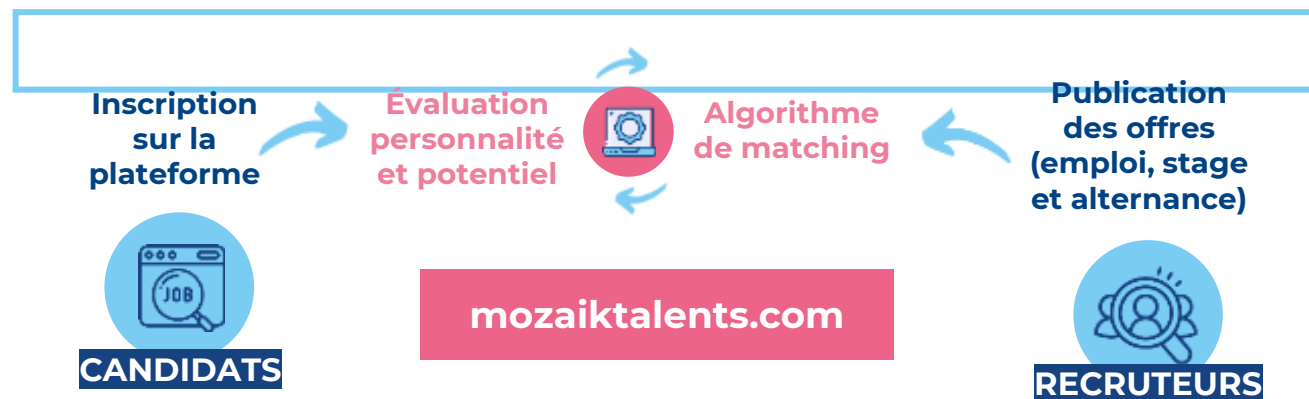 Inscription
sur la
plateforme
JOB
CANDIDATS
Évaluation
personnalité
et potentiel
Algorithme
de matching
mozaiktalents.com
Publication
des offres
(emploi, stage
et alternance)
RECRUTEURS